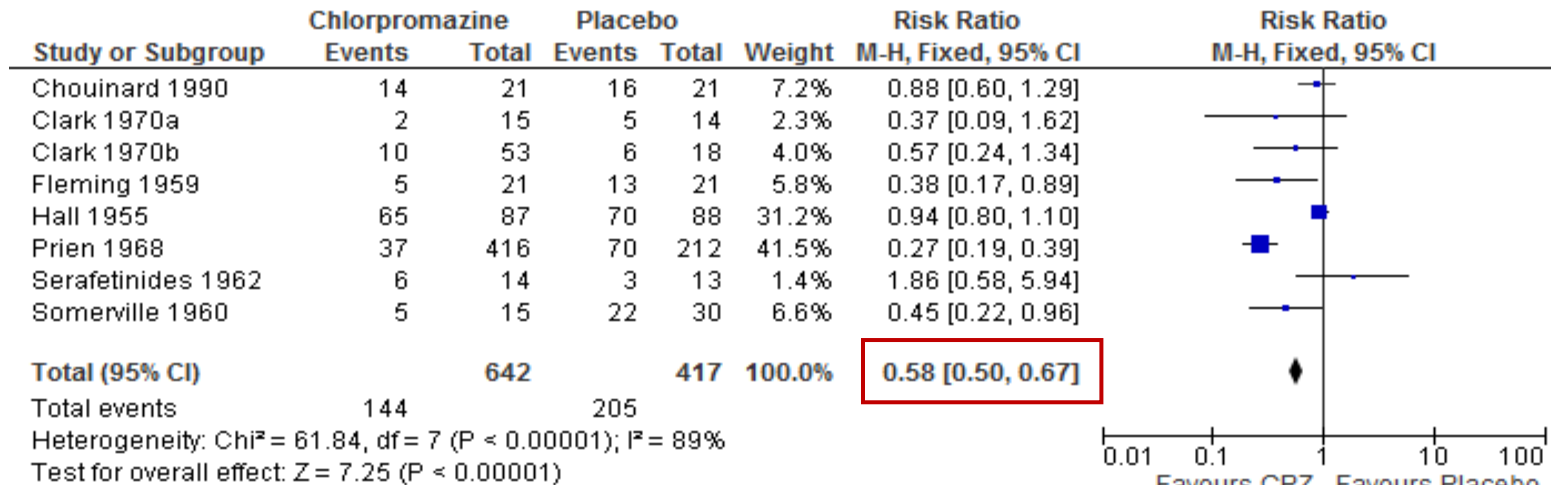 Chlorpromazine Placebo Risk Ratio Risk Ratio
Study or Subgroup Events Total Events Total Weight M-H, Fixed, 95% CI M-H, Fixed, 95% CI
Chouinard 1990 14 21 16 21 7.2% 0.88 [0.60, 1.29]
Clark 1970a 2 15 5 14 2.3% 0.37 [0.09, 1.62]
Clark 1970b 10 53 6 18 4.0% 0.57 [0.24, 1.34]
Fleming 1959 5 21 13 21 5.8% 0.38 [0.17, 0.89]
Hall 1955 65 87 70 88 31.2% 0.94 [0.80, 1.10]
Prien 1968 37 416 70 212 41.5% 0.27 [0.19, 0.39]
Serafetinides 1962 6 14 3 13 1.4% 1.86 [0.58, 5.94]
Somerville 1960 5 15 22 30 6.6% 0.45 [0.22, 0.96]
Total (95% CI) 642 417 100.0% 0.58 [0.50, 0.67]
Total events 144 205
Heterogeneity: Chi² = 61.84, df = 7 (P < 0.00001); I² = 89%
Test for overall effect: Z = 7.25 (P < 0.00001)
0.01 0.1 1 10 100
Favours CPZ Favours Placebo